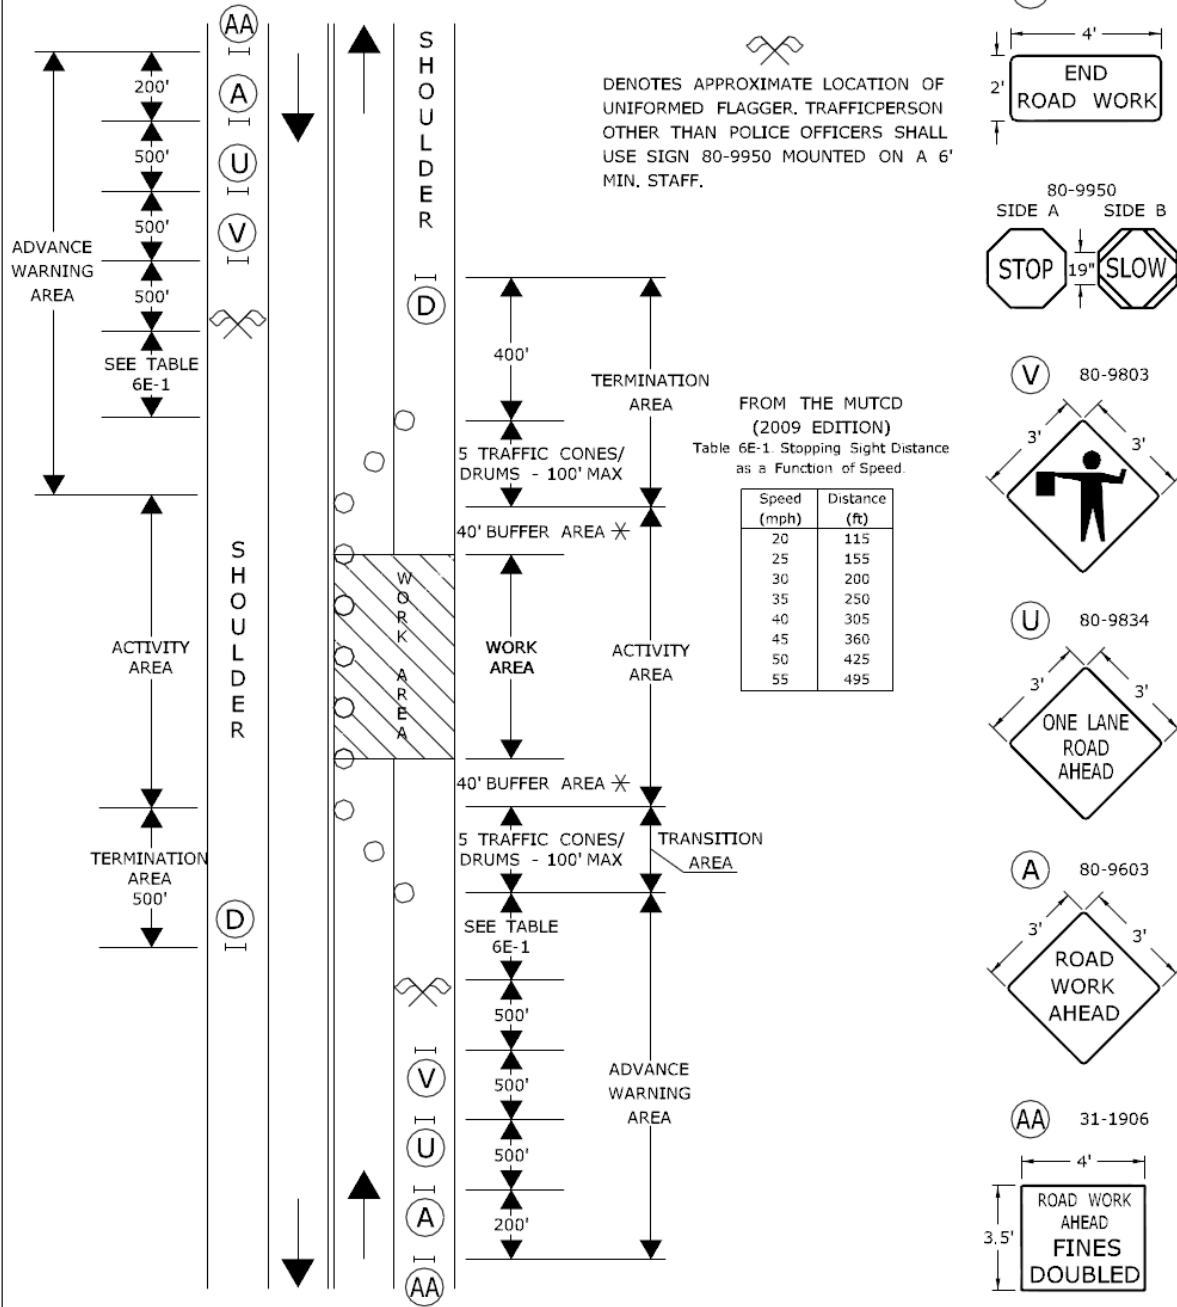 AA
A
U
V
200'
500'
500'
500'
SEE TABLE
6E-1
ADVANCE
WARNING
AREA
SHOULDER
SHOULDER
ACTIVITY
AREA
TERMINATION
AREA
500'
D
D
400'
TERMINATION
AREA
5 TRAFFIC CONES/
DRUMS - 100' MAX
40' BUFFER AREA *
WORK AREA
WORK
AREA
ACTIVITY
AREA
40' BUFFER AREA *
5 TRAFFIC CONES/
DRUMS - 100' MAX
TRANSITION
AREA
SEE TABLE
6E-1
500'
500'
500'
200'
ADVANCE
WARNING
AREA
V
U
A
AA
DENOTES APPROXIMATE LOCATION OF
UNIFORMED FLAGGER. TRAFFICPERSON
OTHER THAN POLICE OFFICERS SHALL
USE SIGN 80-9950 MOUNTED ON A 6'
MIN. STAFF.
FROM THE MUTCD
(2009 EDITION)
Table 6E-1. Stopping Sight Distance
as a Function of Speed.
Speed Distance
(mph) (ft)
20 115
25 155
30 200
35 250
40 305
45 360
50 425
55 495
4'
2'
END
ROAD WORK
80-9950
SIDE A SIDE B
STOP 19" SLOW
V 80-9803
3' 3'
U 80-9834
3' 3'
ONE LANE
ROAD
AHEAD
A 80-9603
3' 3'
ROAD
WORK
AHEAD
AA 31-1906
4'
3.5'
ROAD WORK
AHEAD
FINES
DOUBLED